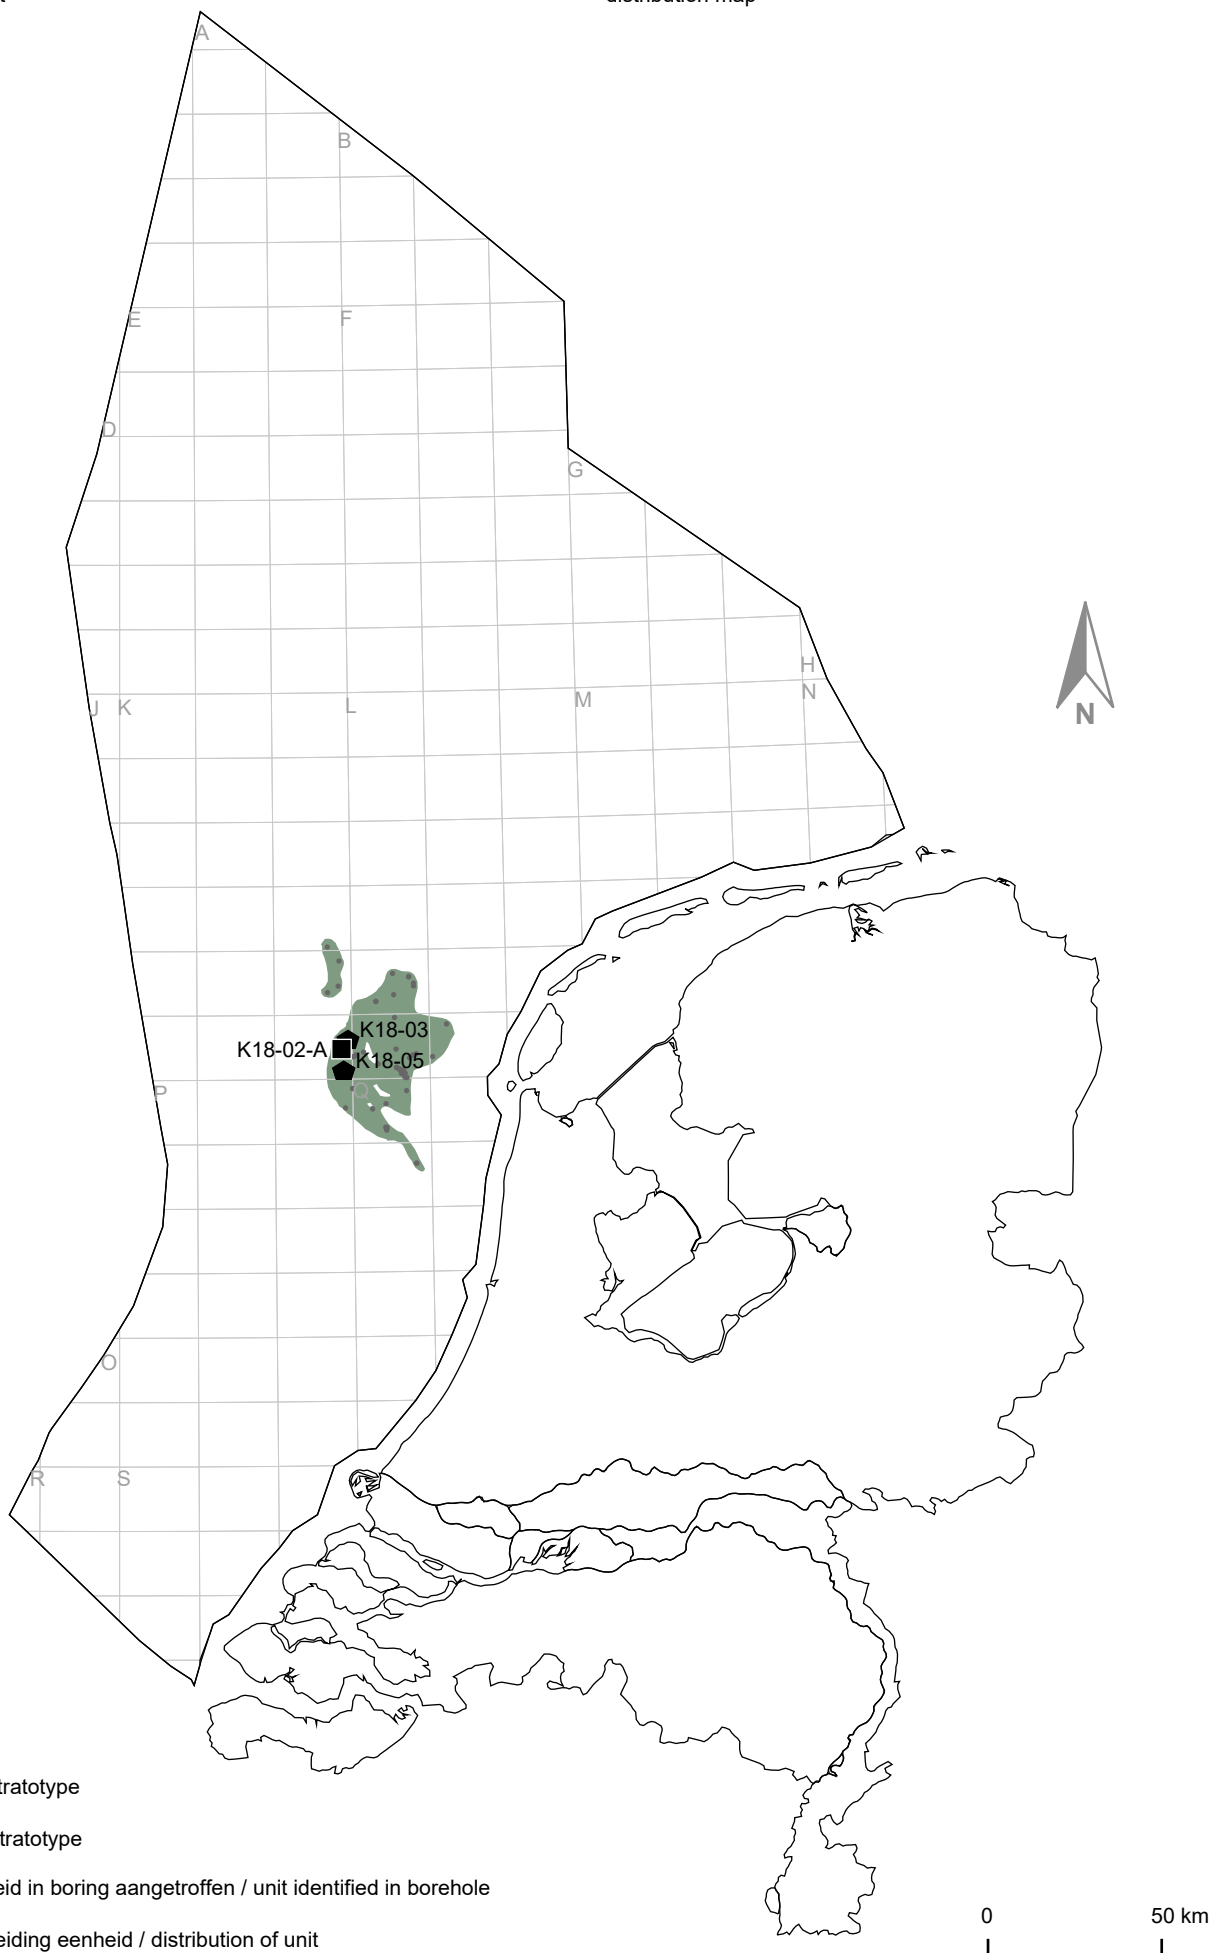 distribution map
A
B
E
F
D
G
H
N
J K
L
M
K18-03
K18-02-A
K18-05
P
Q
O
R
S
N
tratotype
tratotype
eid in boring aangetroffen / unit identified in borehole
eiding eenheid / distribution of unit
0 50 km